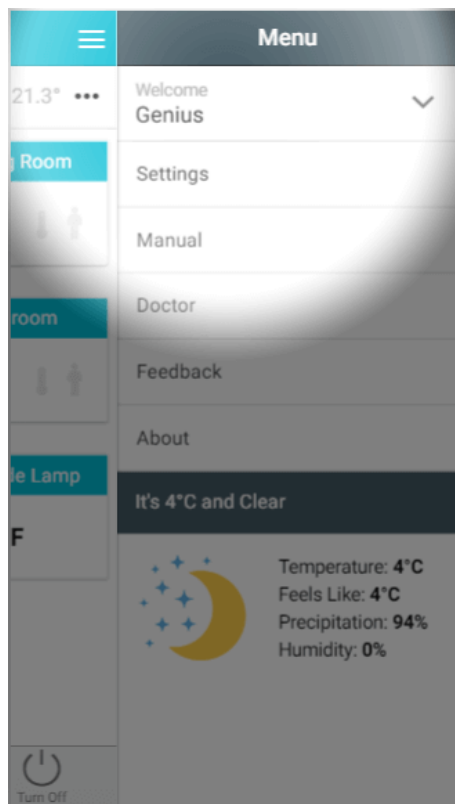 Menu
21.3° •••
Welcome
Genius
Room
Settings
Manual
Doctor
room
Feedback
About
le Lamp
It's 4°C and Clear
F
Temperature: 4°C
Feels Like: 4°C
Precipitation: 94%
Humidity: 0%
Turn Off